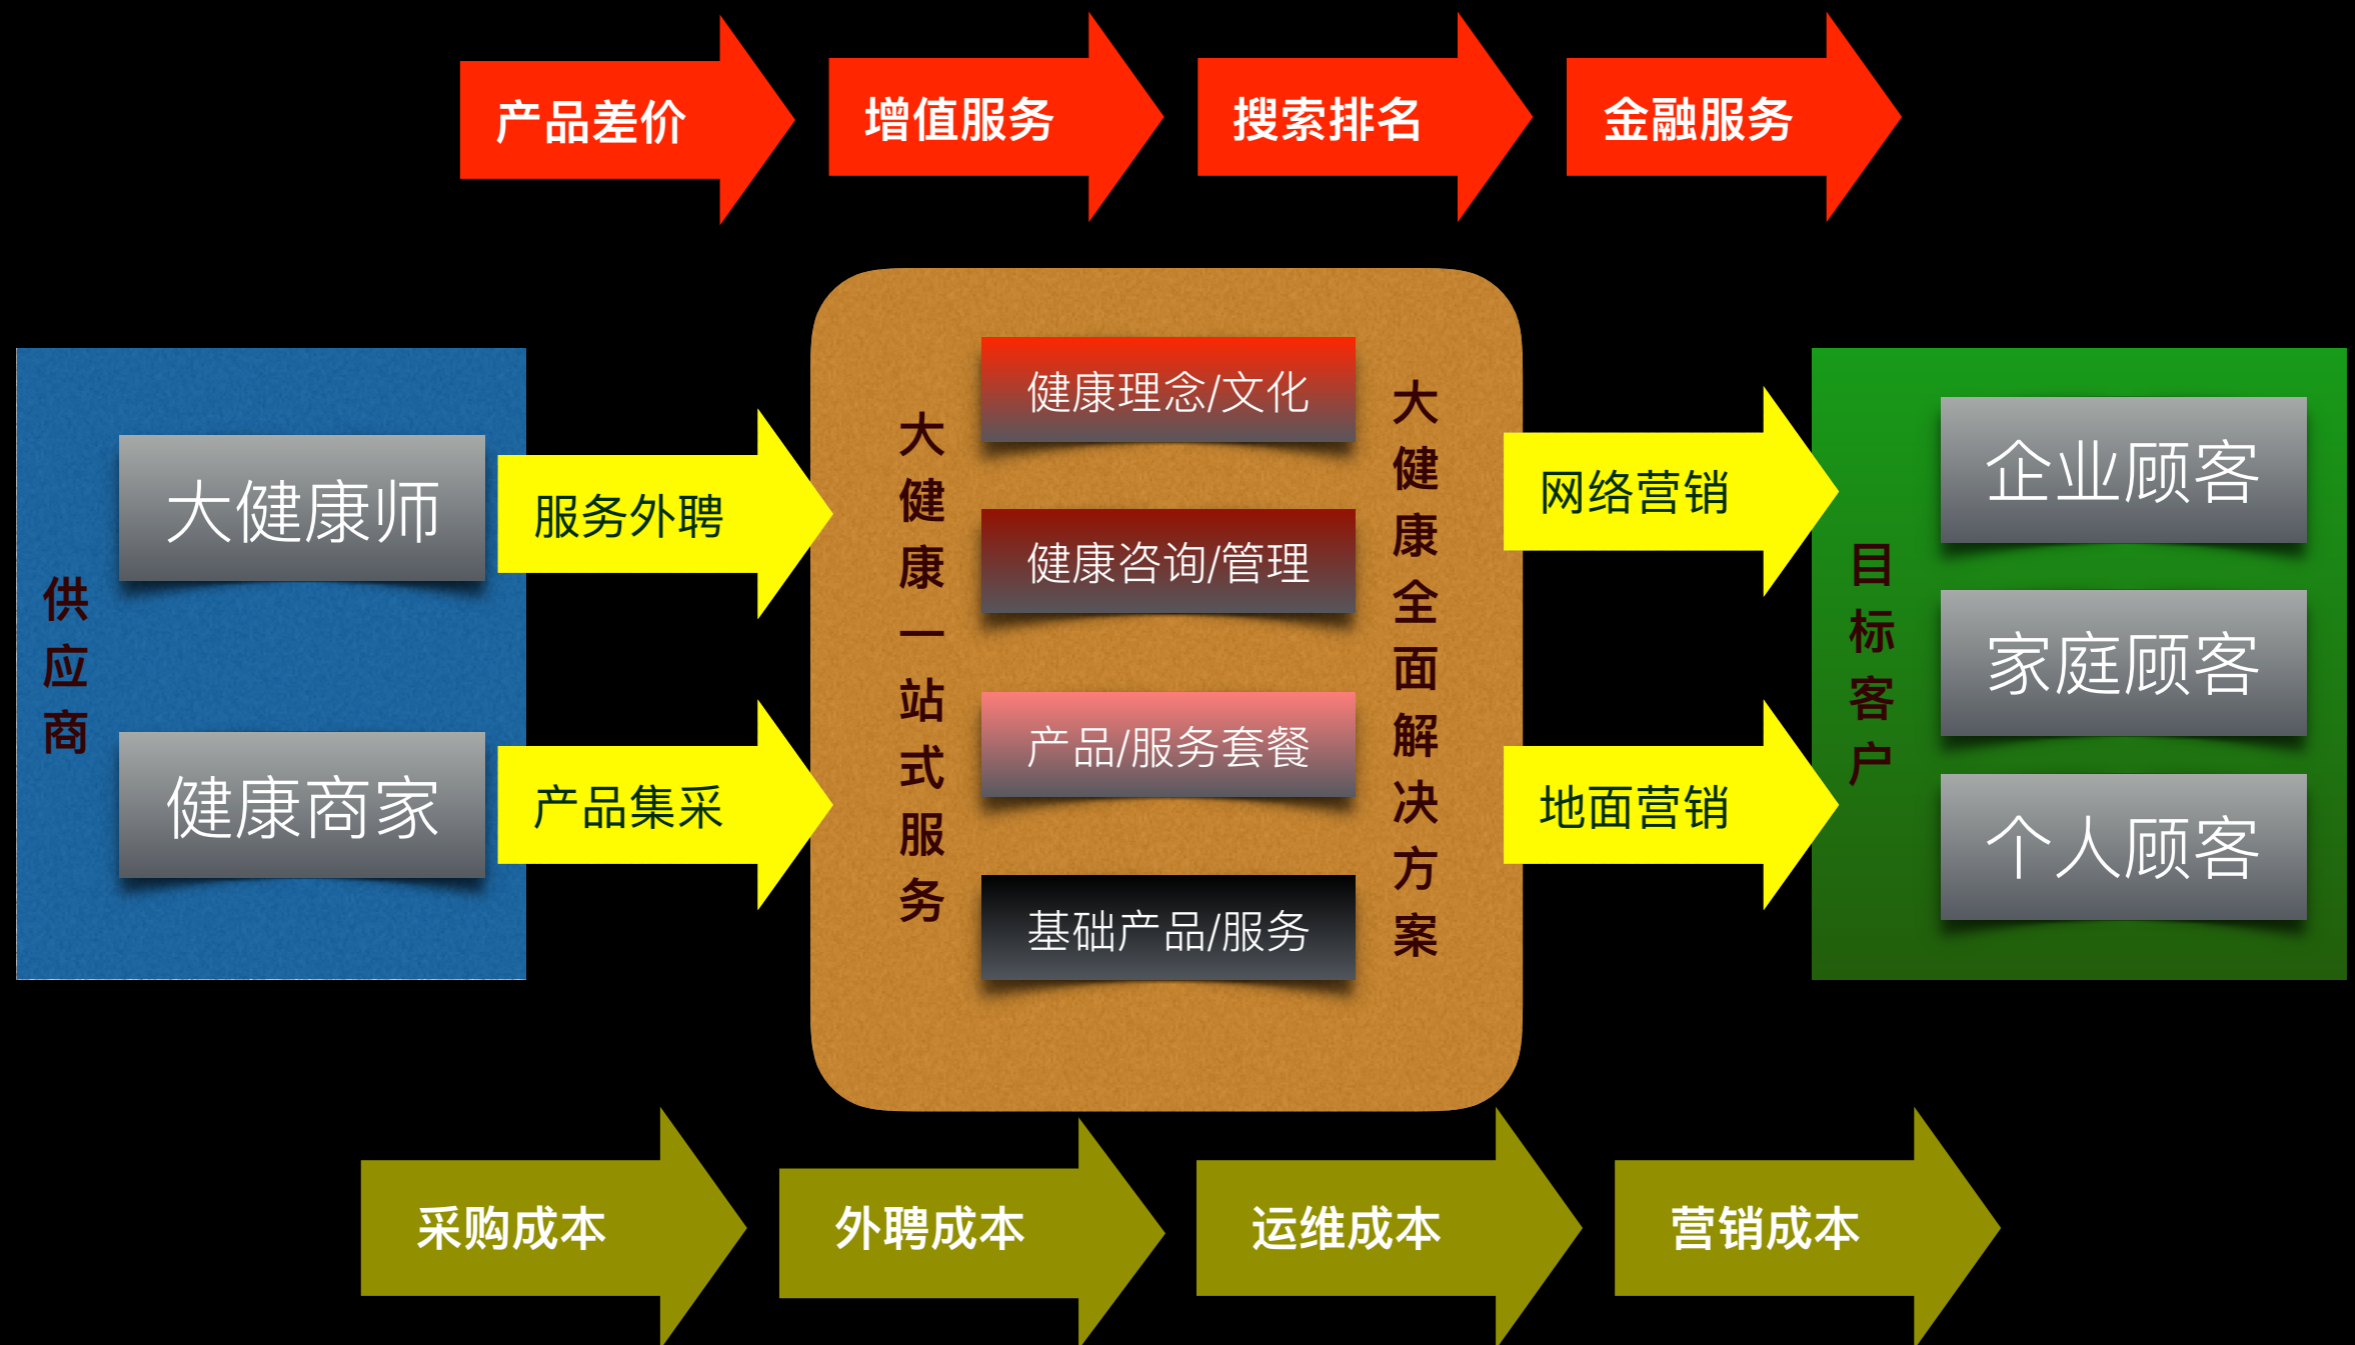 产品差价
增值服务
搜索排名
金融服务
供应商
大健康师
健康商家
服务外聘
产品集采
大健康一站式服务
健康理念/文化
健康咨询/管理
产品/服务套餐
基础产品/服务
大健康全面解决方案
网络营销
地面营销
目标客户
企业顾客
家庭顾客
个人顾客
采购成本
外聘成本
运维成本
营销成本